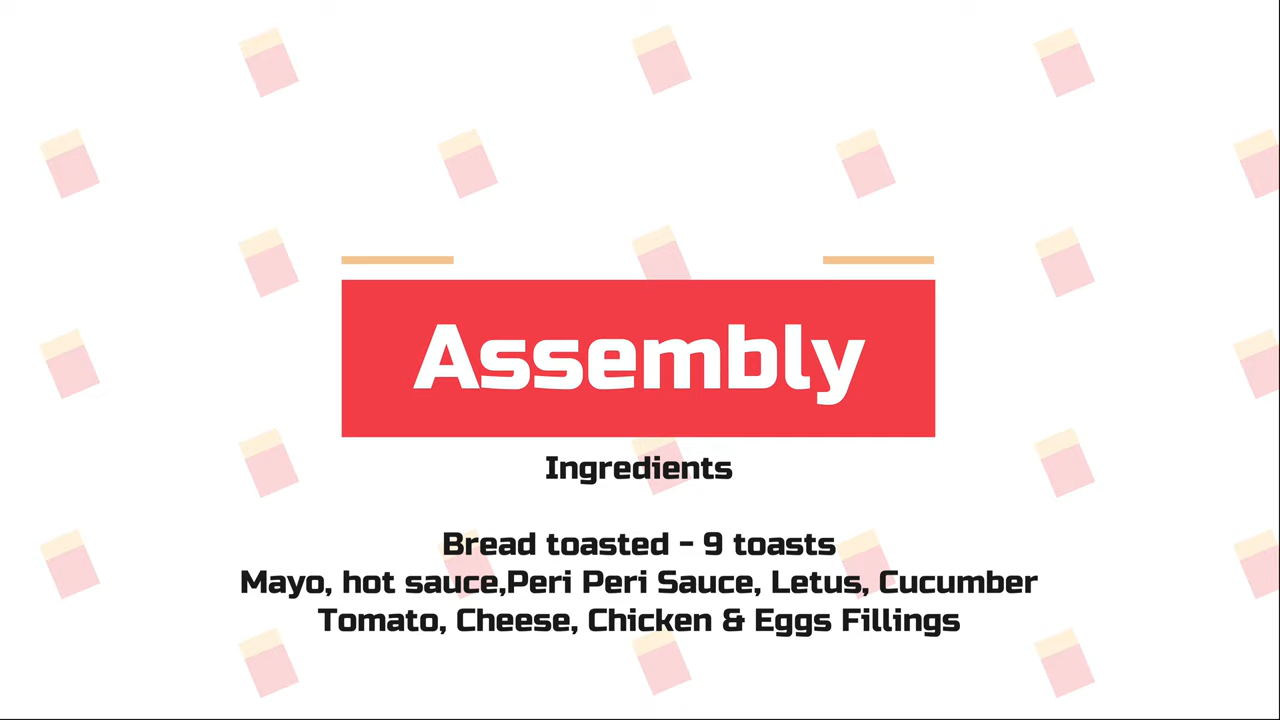 Assembly
Ingredients
Bread toasted - 9 toasts
Mayo, hot sauce,Peri Peri Sauce, Letus, Cucumber
Tomato, Cheese, Chicken & Eggs Fillings